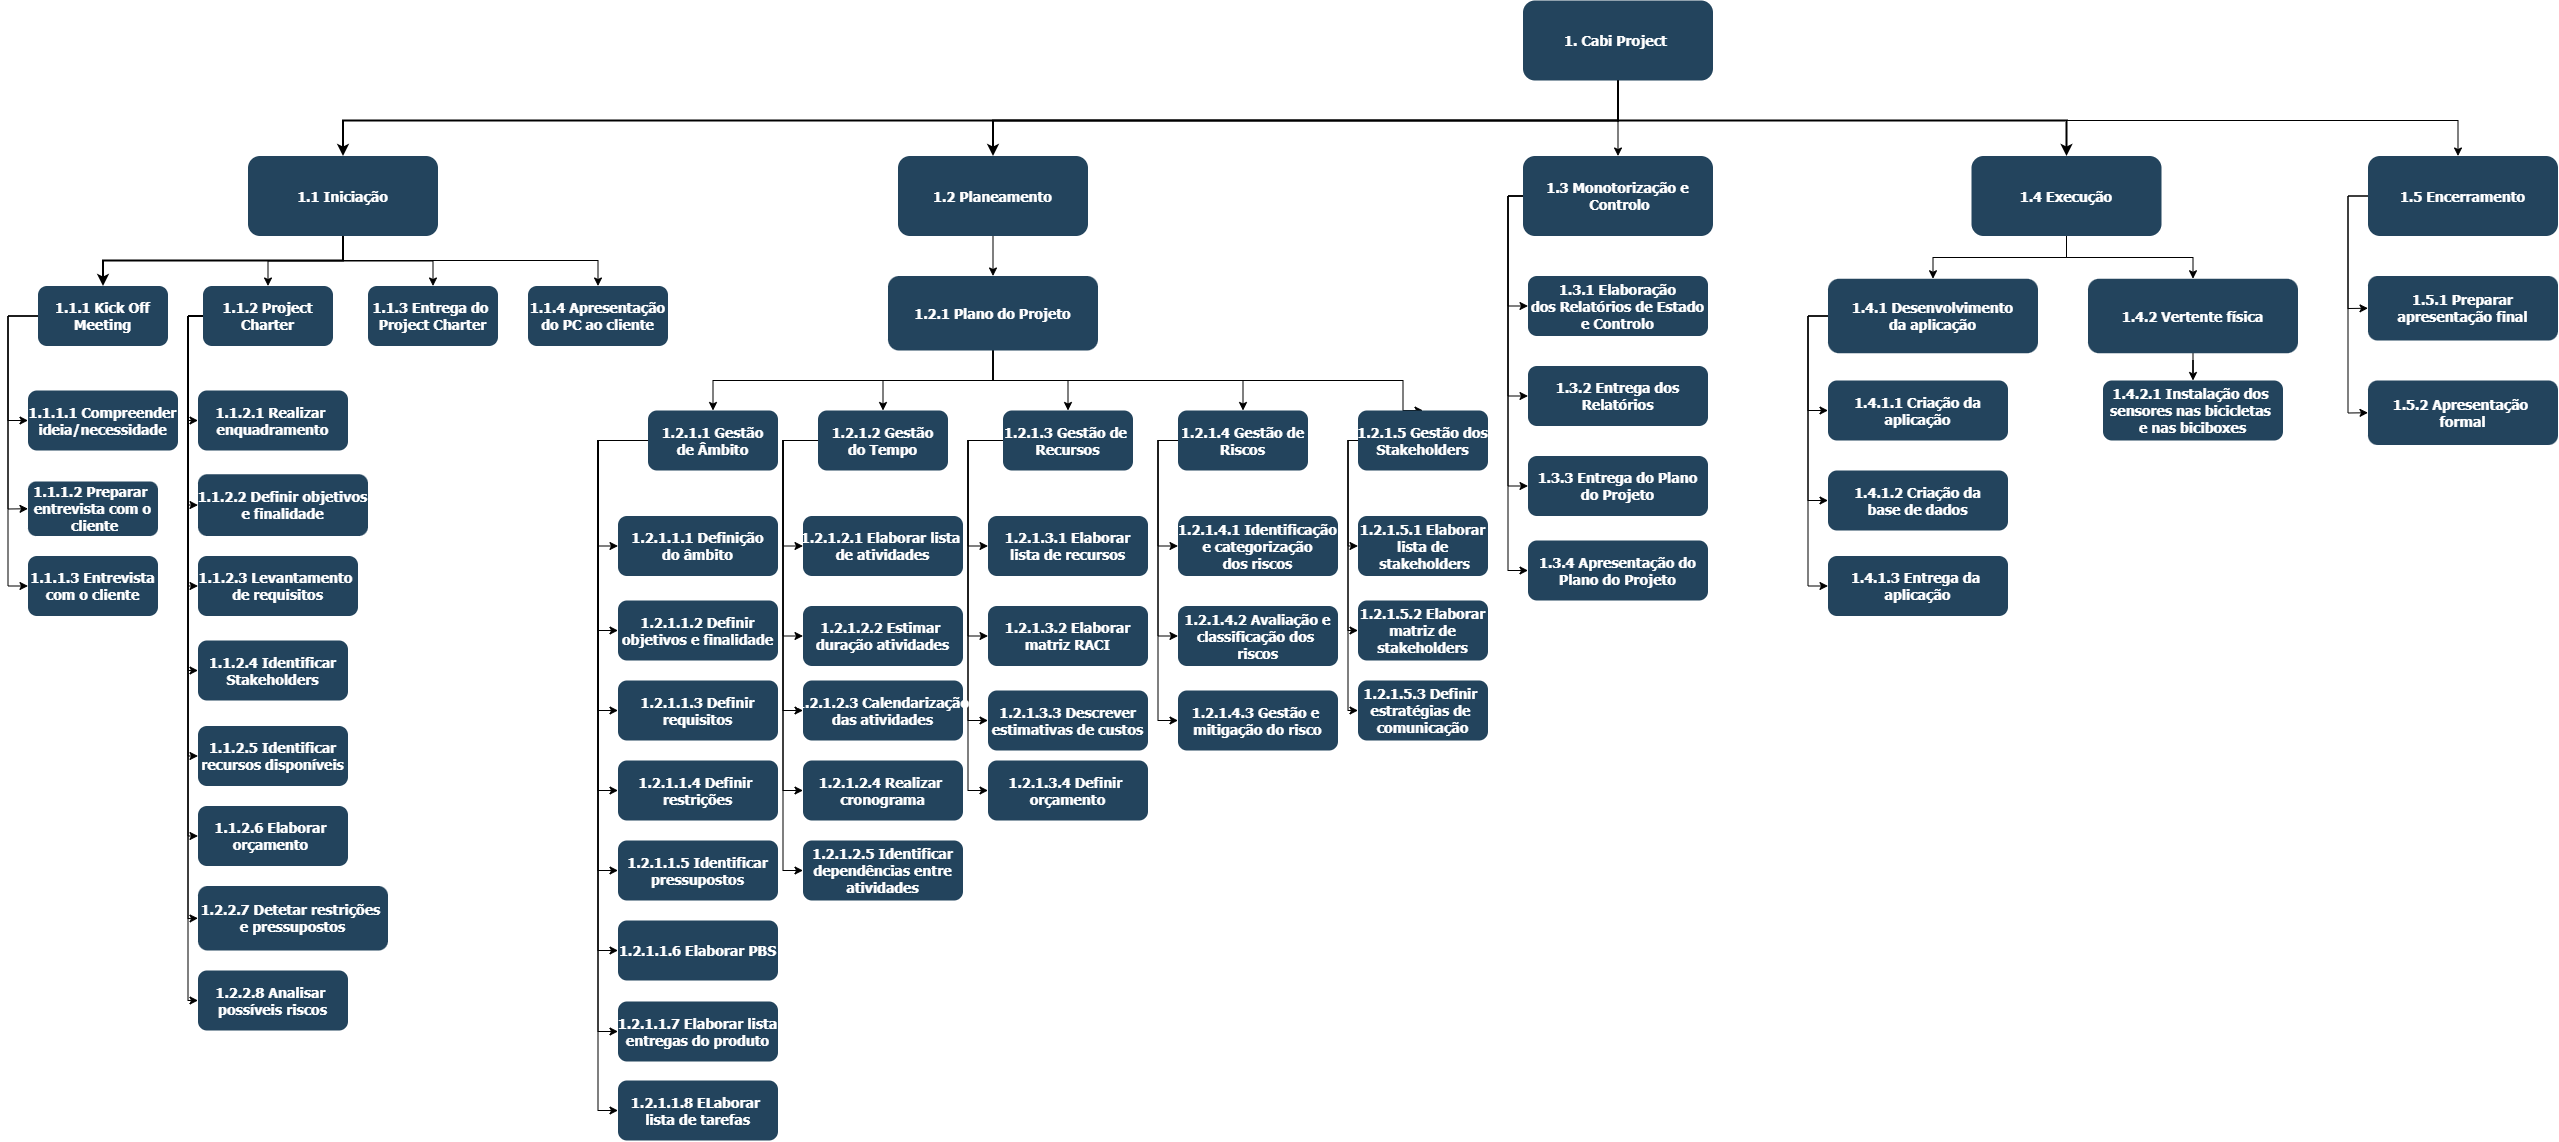 1. Cabi Project
1.1 Iniciação
1.2 Planeamento
1.3 Monotorização e
Controlo
1.4 Execução
1.5 Encerramento
1.1.1 Kick Off
Meeting
1.1.2 Project
Charter
1.1.3 Entrega do
Project Charter
1.1.4 Apresentação
do PC ao cliente
1.1.1.1 Compreender
ideia/necessidade
1.1.1.2 Preparar
entrevista com o
cliente
1.1.1.3 Entrevista
com o cliente
1.1.2.1 Realizar
enquadramento
1.1.2.2 Definir objetivos
e finalidade
1.1.2.3 Levantamento
de requisitos
1.1.2.4 Identificar
Stakeholders
1.1.2.5 Identificar
recursos disponíveis
1.1.2.6 Elaborar
orçamento
1.2.2.7 Detetar restrições
e pressupostos
1.2.2.8 Analisar
possíveis riscos
1.2.1 Plano do Projeto
1.2.1.1 Gestão
de Âmbito
1.2.1.2 Gestão
do Tempo
1.2.1.3 Gestão de
Recursos
1.2.1.4 Gestão de
Riscos
1.2.1.5 Gestão dos
Stakeholders
1.2.1.1.1 Definição
do âmbito
1.2.1.1.2 Definir
objetivos e finalidade
1.2.1.1.3 Definir
requisitos
1.2.1.1.4 Definir
restrições
1.2.1.1.5 Identificar
pressupostos
1.2.1.1.6 Elaborar PBS
1.2.1.1.7 Elaborar lista
entregas do produto
1.2.1.1.8 ELaborar
lista de tarefas
1.2.1.2.1 Elaborar lista
de atividades
1.2.1.2.2 Estimar
duração atividades
1.2.1.2.3 Calendarização
das atividades
1.2.1.2.4 Realizar
cronograma
1.2.1.2.5 Identificar
dependências entre
atividades
1.2.1.3.1 Elaborar
lista de recursos
1.2.1.3.2 Elaborar
matriz RACI
1.2.1.3.3 Descrever
estimativas de custos
1.2.1.3.4 Definir
orçamento
1.2.1.4.1 Identificação
e categorização
dos riscos
1.2.1.4.2 Avaliação e
classificação dos
riscos
1.2.1.4.3 Gestão e
mitigação do risco
1.2.1.5.1 Elaborar
lista de
stakeholders
1.2.1.5.2 Elaborar
matriz de
stakeholders
1.2.1.5.3 Definir
estratégias de
comunicação
1.3.1 Elaboração
dos Relatórios de Estado
e Controlo
1.3.2 Entrega dos
Relatórios
1.3.3 Entrega do Plano
do Projeto
1.3.4 Apresentação do
Plano do Projeto
1.4.1 Desenvolvimento
da aplicação
1.4.2 Vertente física
1.4.1.1 Criação da
aplicação
1.4.1.2 Criação da
base de dados
1.4.1.3 Entrega da
aplicação
1.4.2.1 Instalação dos
sensores nas bicicletas
e nas biciboxes
1.5.1 Preparar
apresentação final
1.5.2 Apresentação
formal